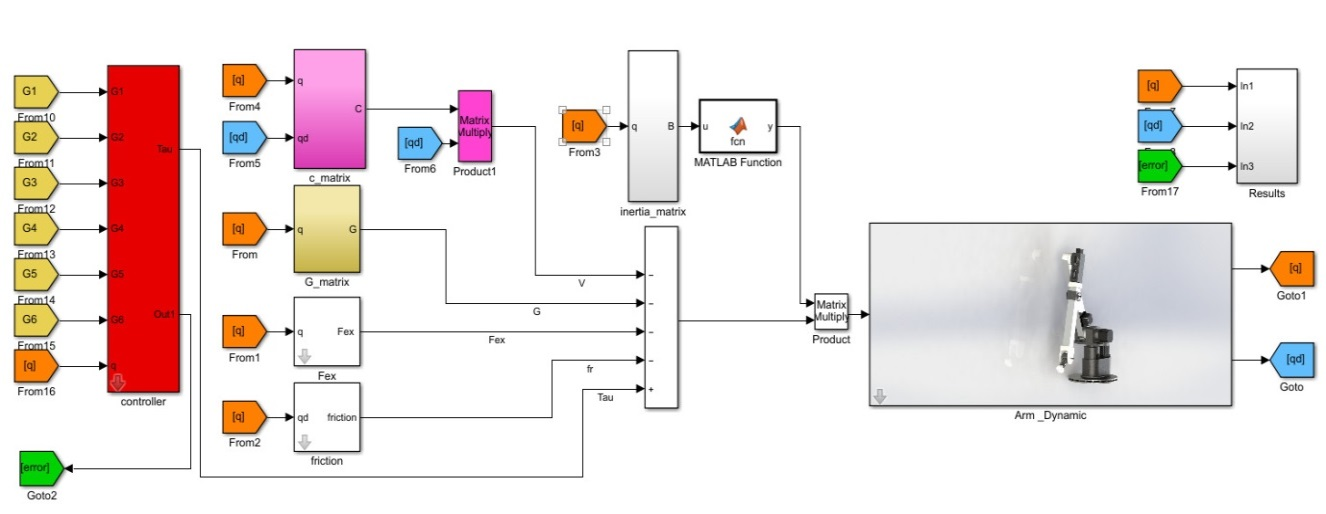 G1
From10
G2
From11
G3
From12
G4
From13
G5
From14
G6
From15
[q]
From16
G1
G2
G3
G4
G5
G6
q
Tau
Out1
controller
[error]
Goto2
[q]
From4
[qd]
From5
q
qd
C
c_matrix
[qd]
From6
Matrix
Multiply
Product1
[q]
From
q
G
G_matrix
[q]
From1
q
Fex
Fex
[q]
From2
qd
friction
friction
V
G
Fex
fr
Tau
−
−
−
−
+
[q]
From3
q
B
inertia_matrix
u
fcn
y
MATLAB Function
Matrix
Multiply
Product
Arm _Dynamic
[q]
Goto1
[qd]
Goto
[q]
[qd]
[error]
From17
In1
In2
In3
Results